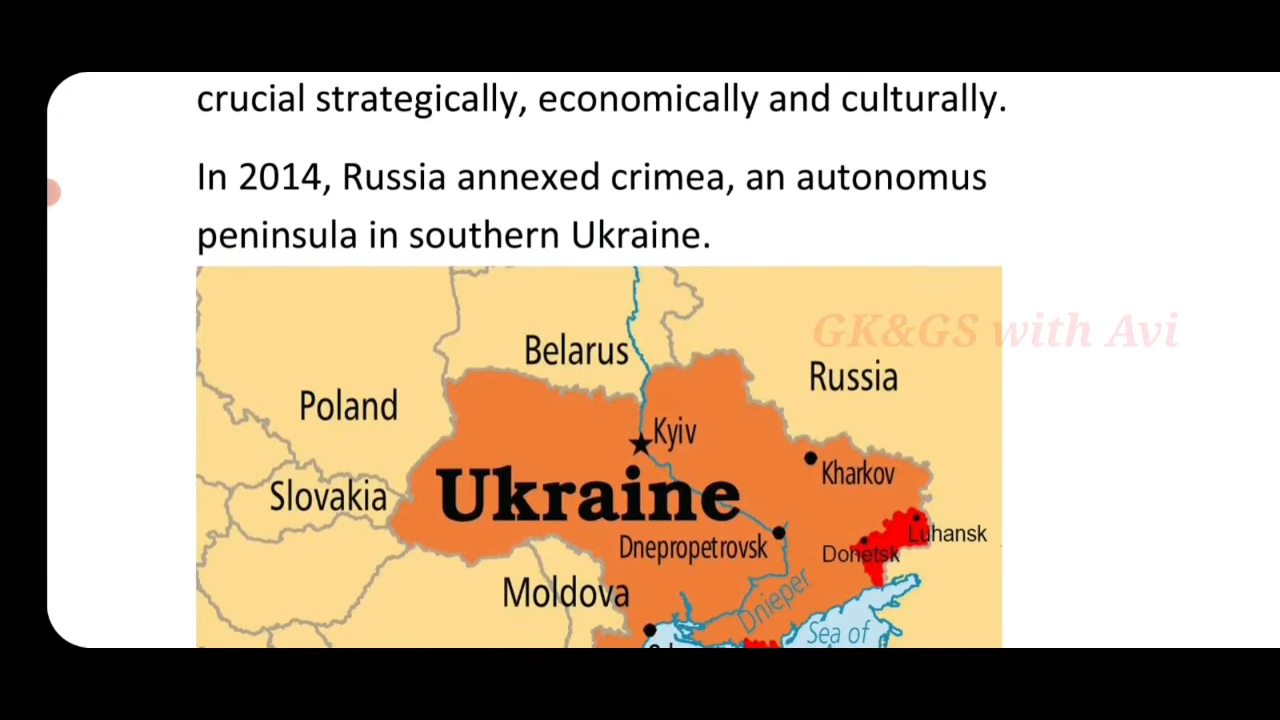 crucial strategically, economically and culturally.
In 2014, Russia annexed crimea, an autonomus
peninsula in southern Ukraine.
GK&GS with Avi
Belarus
Russia
Poland
Kyiv
Kharkov
Slovakia
Ukraine
Luhansk
Dnepropetrovsk
Donetsk
Moldova
Dnieper
Sea of